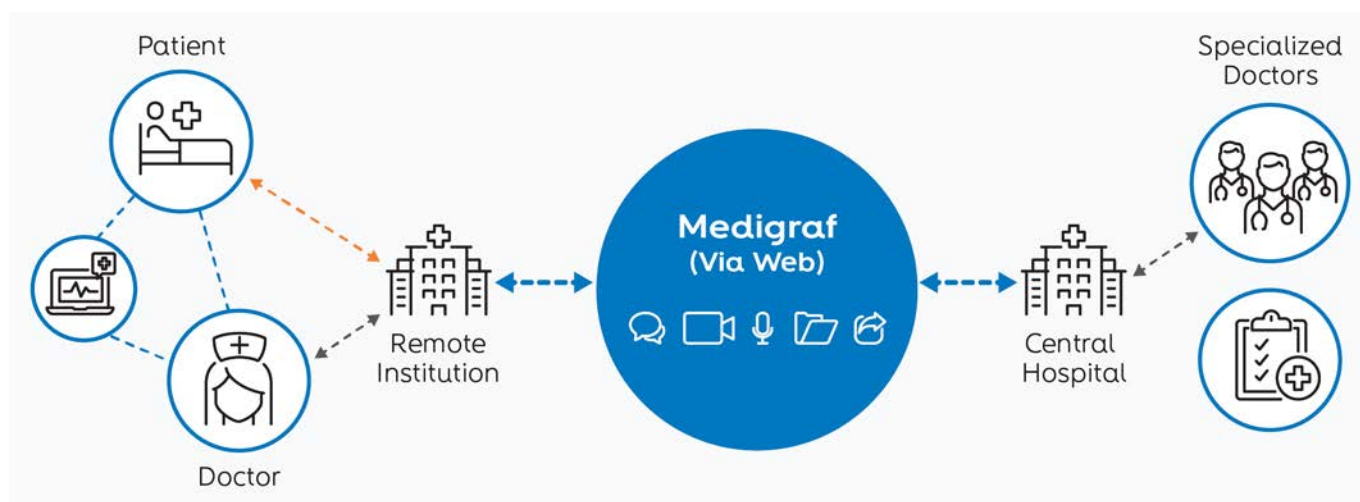 Patient
Specialized
Doctors
Medigraf
(Via Web)
Remote
Institution
Central
Hospital
Doctor